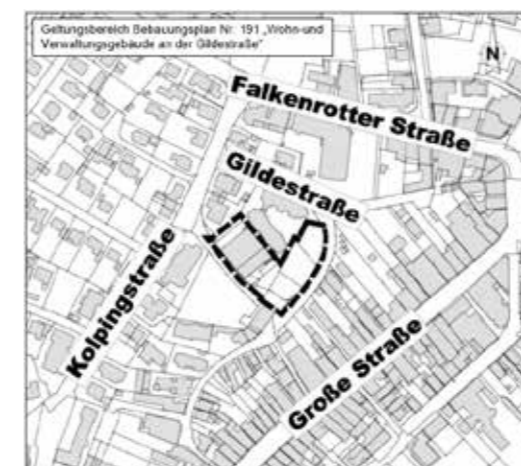 Geltungsbereich Bebauungsplan Nr. 191 „Wohn-und
Verwaltungsgebäude an der Gildestraße“
N
Falkenrotter Straße
Gildestraße
Kolpingstraße
Große Straße